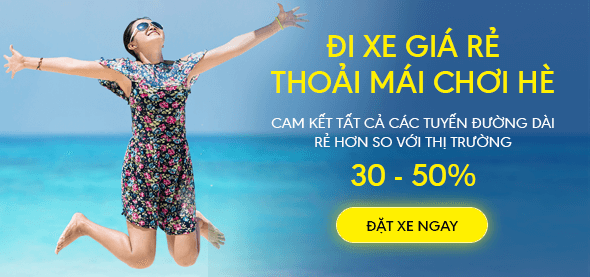 ĐI XE GIÁ RẺ
THOẢI MÁI CHƠI HÈ
CAM KẾT TẤT CẢ CÁC TUYẾN ĐƯỜNG DÀI
RẺ HƠN SO VỚI THỊ TRƯỜNG
30 - 50%
ĐẶT XE NGAY